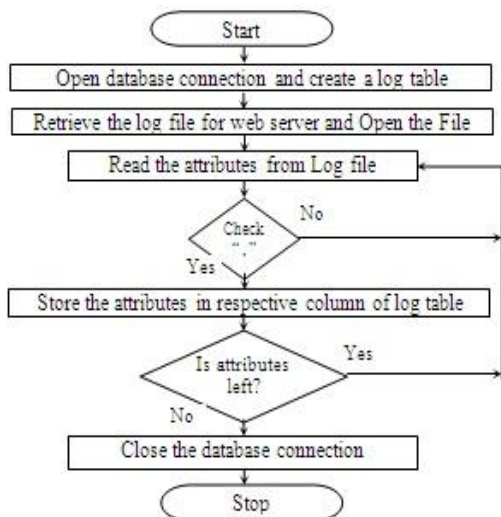 Start
Open database connection and create a log table
Retrieve the log file for web server and Open the File
Read the attributes from Log file
No
Check
“,”
Yes
Store the attributes in respective column of log table
Is attributes
left?
Yes
No
Close the database connection
Stop